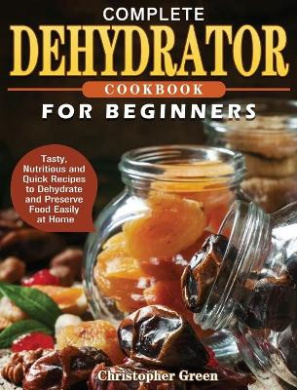 COMPLETE
DEHYDRATOR
COOKBOOK
FOR BEGINNERS
Tasty,
Nutritious and
Quick Recipes
to Dehydrate
and Preserve
Food Easily
at Home
Christopher Green